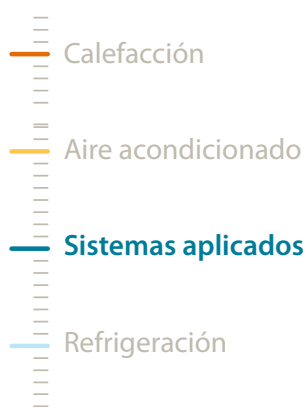 Calefacción
Aire acondicionado
Sistemas aplicados
Refrigeración